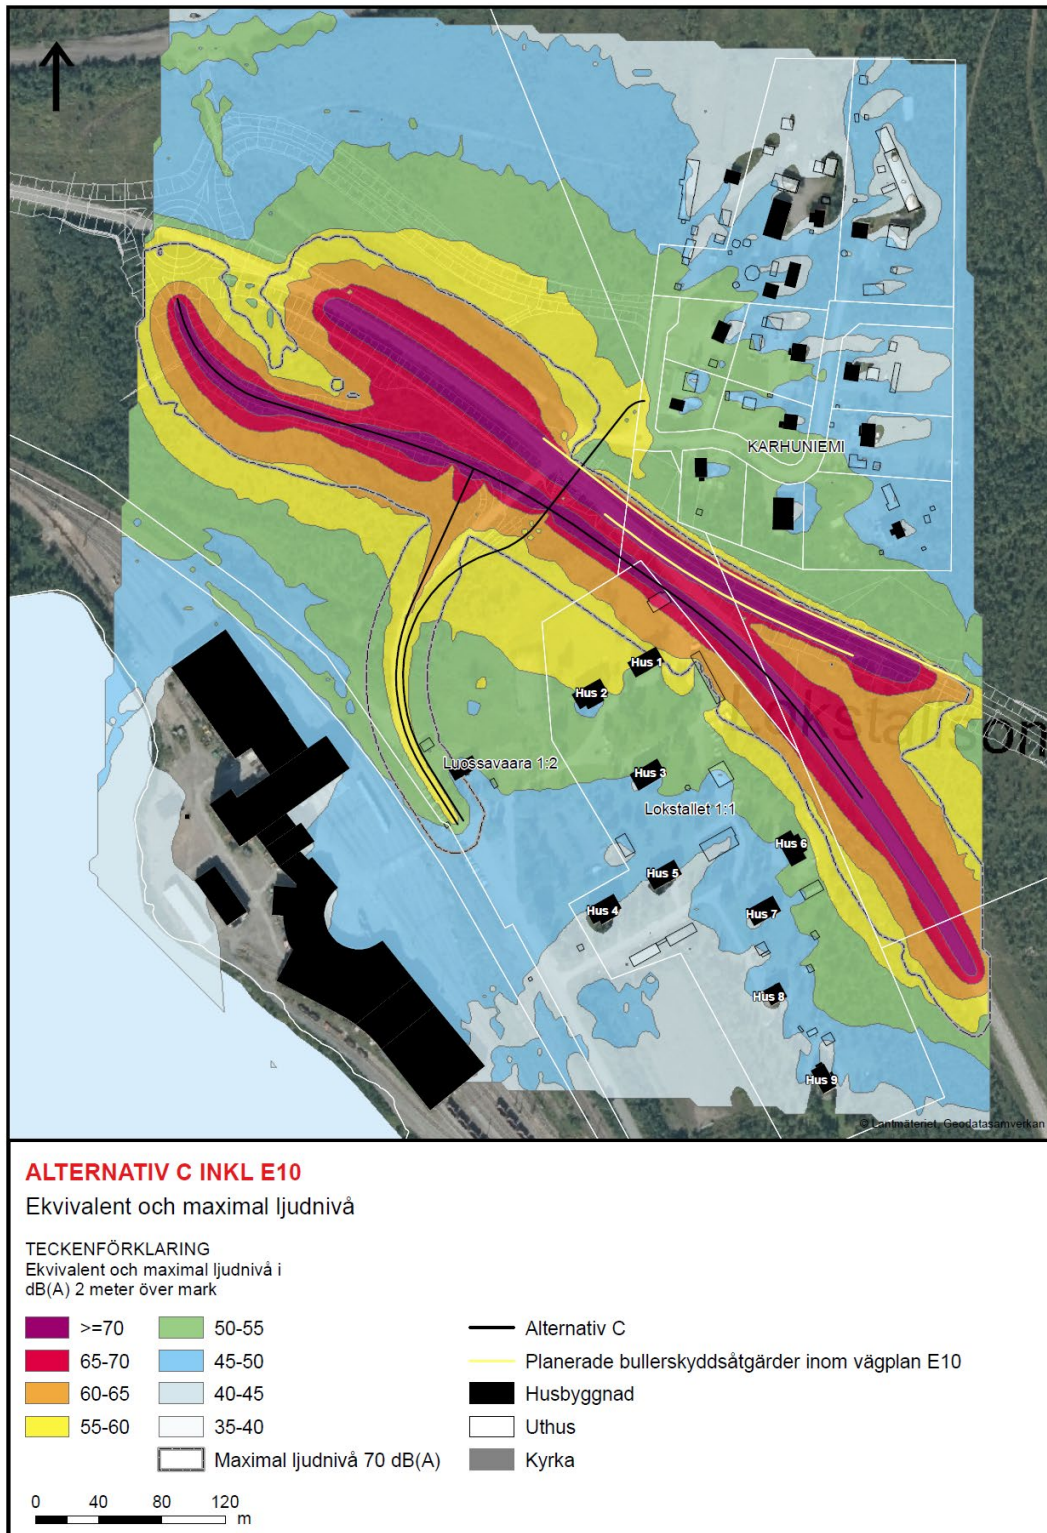 KARHUNIEMI
Hus 1
Hus 2
Lokstallet
Luossavaara 1:2
Hus 3
Lokstallet 1:1
Hus 6
Hus 5
Hus 4
Hus 7
Hus 8
Hus 9
© Lantmäteriet, Geodatasamverkan
ALTERNATIV C INKL E10
Ekvivalent och maximal ljudnivå
TECKENFÖRKLARING
Ekvivalent och maximal ljudnivå i
dB(A) 2 meter över mark
>=70
65-70
60-65
55-60
50-55
45-50
40-45
35-40
Maximal ljudnivå 70 dB(A)
Alternativ C
Planerade bullerskyddsåtgärder inom vägplan E10
Husbyggnad
Uthus
Kyrka
0 40 80 120
m